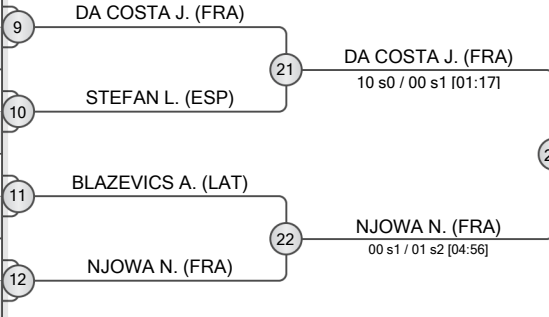 DA COSTA J. (FRA)
9
21
DA COSTA J. (FRA)
10 s0 / 00 s1 [01:17]
STEFAN L. (ESP)
10
2
BLAZEVICS A. (LAT)
11
22
NJOWA N. (FRA)
00 s1 / 01 s2 [04:56]
NJOWA N. (FRA)
12